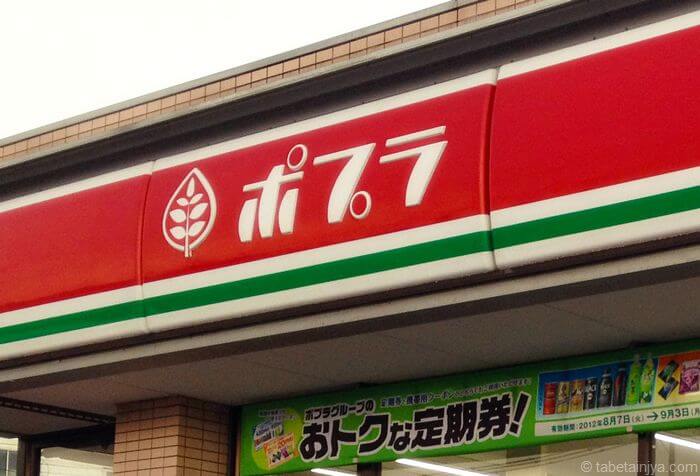 ポプラ
ポプラグループの
おトクな定期券!
有効期間:2012年8月7日(火)→9月3日(月
© tabetainjya.com